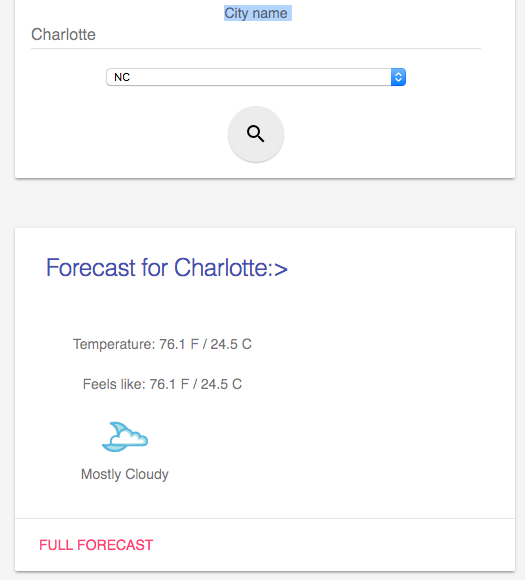 City name
Charlotte
NC
Forecast for Charlotte:>
Temperature: 76.1 F / 24.5 C
Feels like: 76.1 F / 24.5 C
Mostly Cloudy
FULL FORECAST